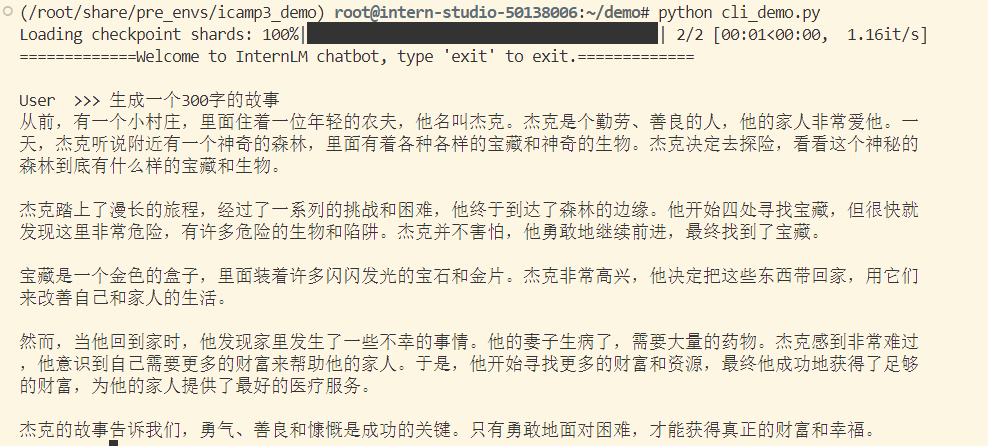 (/root/share/pre_envs/icamp3_demo) root@intern-studio-50138006:~/demo# python cli_demo.py
Loading checkpoint shards: 100%|██████████| 2/2 [00:01<00:00,  1.16it/s]
=============Welcome to InternLM chatbot, type 'exit' to exit.=============
User  >>> 生成一个300字的故事
从前，有一个小村庄，里面住着一位年轻的农夫，他名叫杰克。杰克是个勤劳、善良的人，他的家人非常爱他。一
天，杰克听说附近有一个神奇的森林，里面有着各种各样的宝藏和神奇的生物。杰克决定去探险，看看这个神秘的
森林到底有什么样的宝藏和生物。
杰克踏上了漫长的旅程，经过了一系列的挑战和困难，他终于到达了森林的边缘。他开始四处寻找宝藏，但很快就
发现这里非常危险，有许多危险的生物和陷阱。杰克并不害怕，他勇敢地继续前进，最终找到了宝藏。
宝藏是一个金色的盒子，里面装着许多闪闪发光的宝石和金片。杰克非常高兴，他决定把这些东西带回家，用它们
来改善自己和家人的生活。
然而，当他回到家时，他发现家里发生了一些不幸的事情。他的妻子生病了，需要大量的药物。杰克感到非常难过
，他意识到自己需要更多的财富来帮助他的家人。于是，他开始寻找更多的财富和资源，最终他成功地获得了足够
的财富，为他的家人提供了最好的医疗服务。
杰克的故事告诉我们，勇气、善良和慷慨是成功的关键。只有勇敢地面对困难，才能获得真正的财富和幸福。